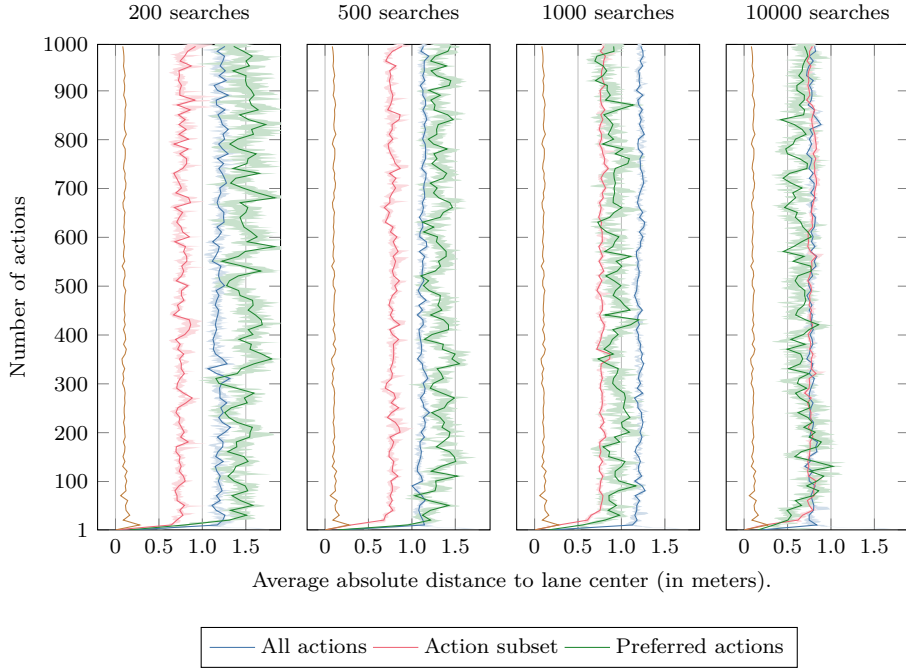 200 searches
500 searches
1000 searches
10000 searches
Number of actions
1000
900
800
700
600
500
400
300
200
100
1
0 0.5 1.0 1.5
0 0.5 1.0 1.5
0 0.5 1.0 1.5
0 0.5 1.0 1.5
Average absolute distance to lane center (in meters).
All actions Action subset Preferred actions